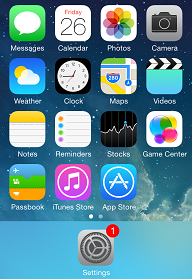 Friday
26
Messages Calendar Photos Camera
280
Weather Clock Maps Videos
Notes Reminders Stocks Game Center
Passbook iTunes Store App Store
1
Settings